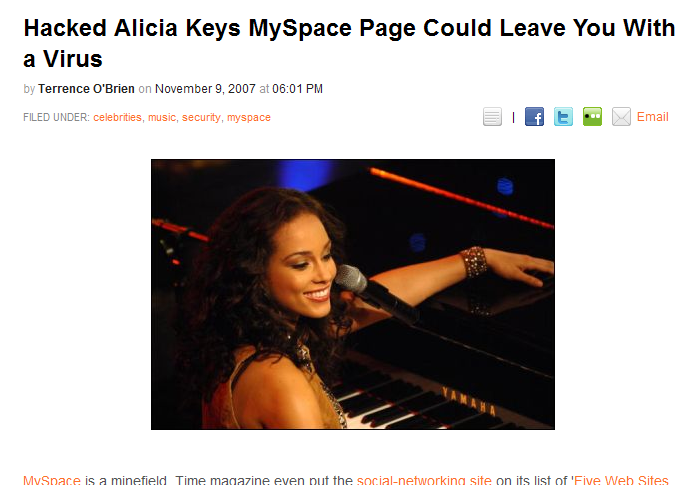 Hacked Alicia Keys MySpace Page Could Leave You With
a Virus
by Terrence O'Brien on November 9, 2007 at 06:01 PM
FILED UNDER: celebrities, music, security, myspace
| Email
YAMAHA
MySpace is a minefield. Time magazine even put the social-networking site on its list of 'Five Web Sites